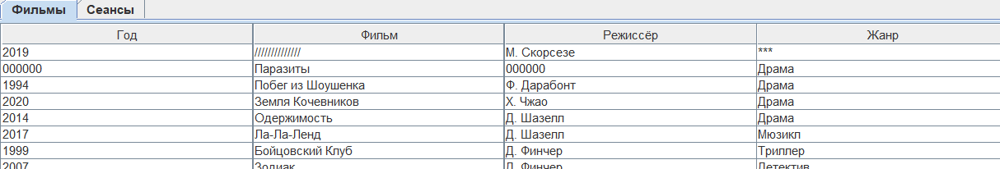 Фильмы Сеансы
Год Фильм Режиссёр Жанр
2019 ////////////// М. Скорсезе ***
000000 Паразиты 000000 Драма
1994 Побег из Шоушенка Ф. Дарабонт Драма
2020 Земля Кочевников Х. Чжао Драма
2014 Одержимость Д. Шазелл Драма
2017 Ла-Ла-Ленд Д. Шазелл Мюзикл
1999 Бойцовский Клуб Д. Финчер Триллер
2007 Зодиак Д. Финчер Детектив